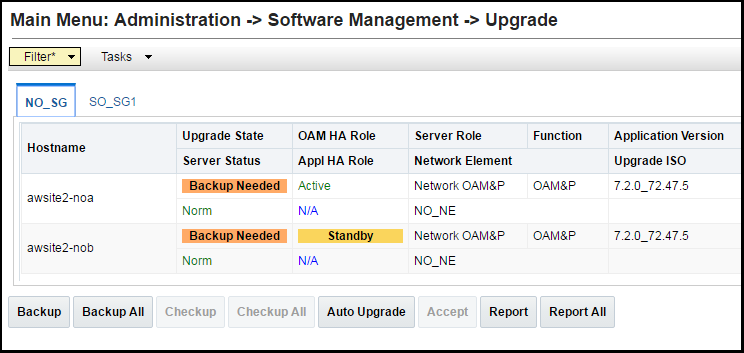 Main Menu: Administration -> Software Management -> Upgrade
Filter* Tasks
NO_SG SO_SG1
Hostname Upgrade State OAM HA Role Server Role Function Application Version
Server Status Appl HA Role Network Element Upgrade ISO
awsite2-noa Backup Needed Active Network OAM&P OAM&P 7.2.0_72.47.5
Norm N/A NO_NE
awsite2-nob Backup Needed Standby Network OAM&P OAM&P 7.2.0_72.47.5
Norm N/A NO_NE
Backup Backup All Checkup Checkup All Auto Upgrade Accept Report Report All